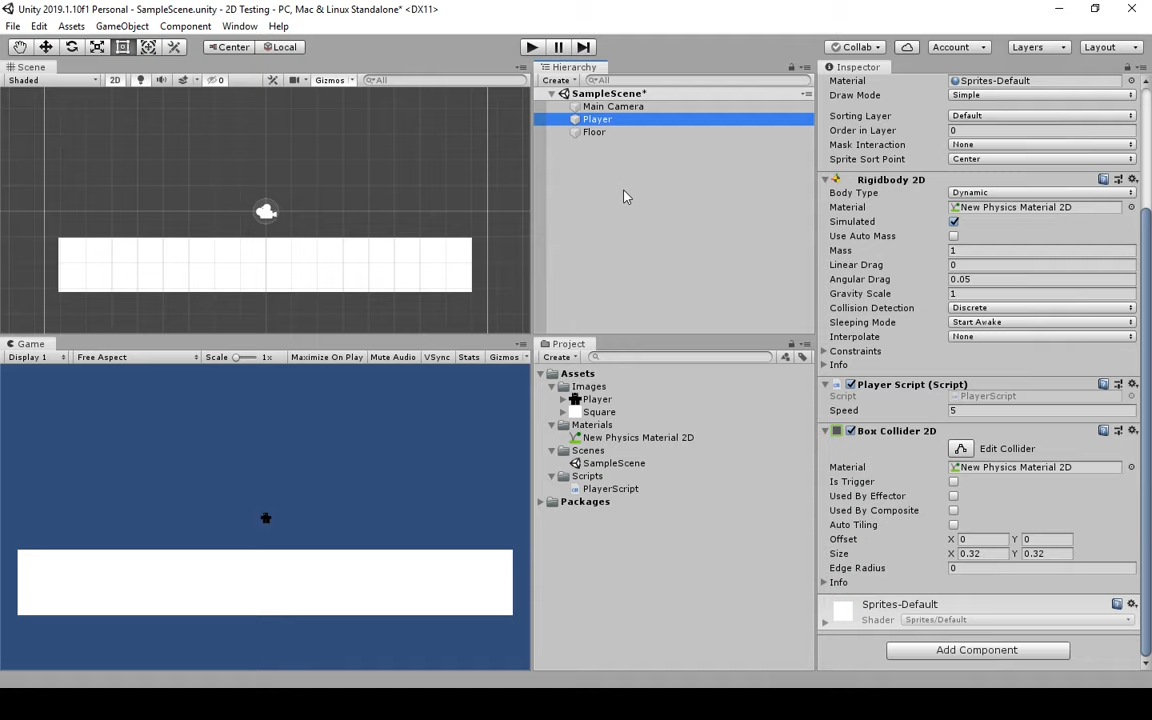 Unity 2019.1.10f1 Personal - SampleScene.unity - 2D Testing - PC, Mac & Linux Standalone* <DX11>
File Edit Assets GameObject Component Window Help
Center Local Collab Account Layers Layout
Scene
Shaded 2D 0 Gizmos All
Hierarchy
Create All
SampleScene*
Main Camera
Player
Floor
Game
Display 1 Free Aspect Scale 1x Maximize On Play Mute Audio VSync Stats Gizmos
Project
Create
Assets
Images
Player
Square
Materials
New Physics Material 2D
Scenes
SampleScene
Scripts
PlayerScript
Packages
Inspector
Material Sprites-Default
Draw Mode Simple
Sorting Layer Default
Order in Layer 0
Mask Interaction None
Sprite Sort Point Center
Rigidbody 2D
Body Type Dynamic
Material New Physics Material 2D
Simulated
Use Auto Mass
Mass 1
Linear Drag 0
Angular Drag 0.05
Gravity Scale 1
Collision Detection Discrete
Sleeping Mode Start Awake
Interpolate None
Constraints
Info
Player Script (Script)
Script PlayerScript
Speed 5
Box Collider 2D
Edit Collider
Material New Physics Material 2D
Is Trigger
Used By Effector
Used By Composite
Auto Tiling
Offset X 0 Y 0
Size X 0.32 Y 0.32
Edge Radius 0
Info
Sprites-Default
Shader Sprites/Default
Add Component